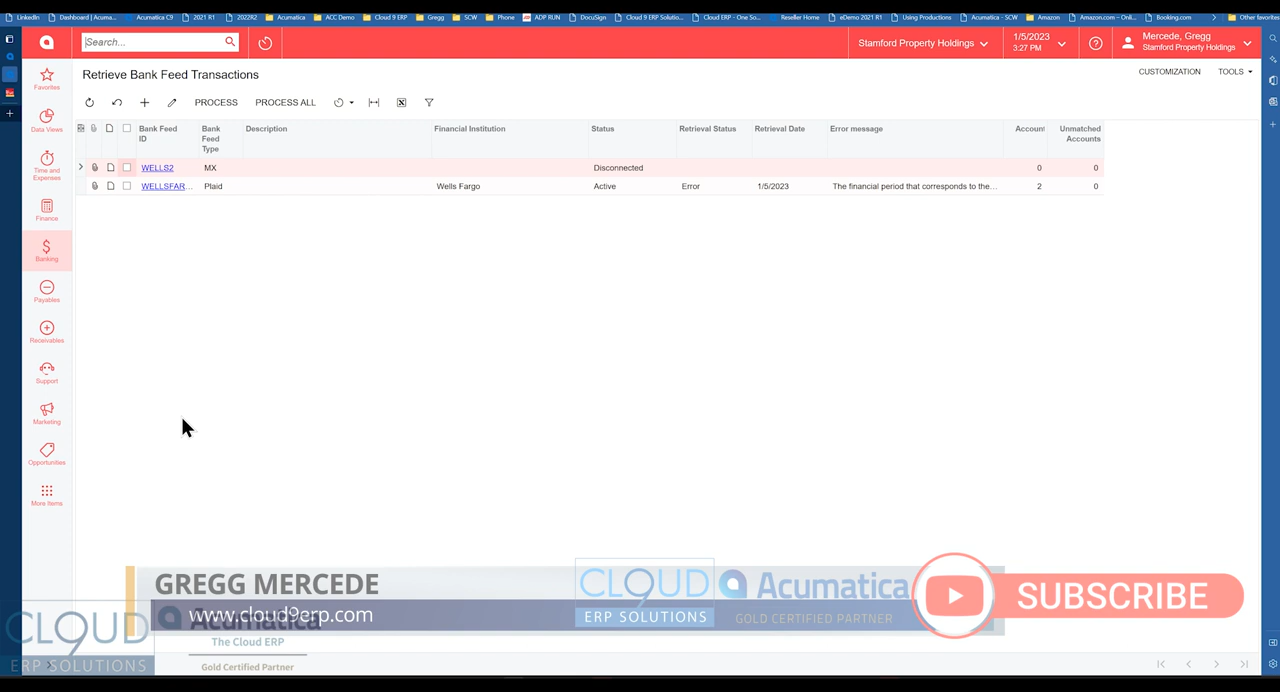 LinkedIn Dashboard | Acuma... Acumatica C9 2021 R1 2022R2 Acumatica ACC Demo Cloud 9 ERP Gregg SCW Phone ADP RUN DocuSign Cloud 9 ERP Solutio... Cloud ERP - One So... Reseller Home eDemo 2021 R1 Using Productions Acumatica - SCW Amazon Amazon.com – Onli... Booking.com Other favorites
Search...
Stamford Property Holdings
1/5/2023
3:27 PM
Mercede, Gregg
Stamford Property Holdings
Favorites
Data Views
Time and
Expenses
Finance
Banking
Payables
Receivables
Support
Marketing
Opportunities
More Items
Retrieve Bank Feed Transactions
CUSTOMIZATION TOOLS
PROCESS PROCESS ALL
Bank Feed
ID
Bank
Feed
Type
Description
Financial Institution
Status
Retrieval Status
Retrieval Date
Error message
Account
Unmatched
Accounts
WELLS2 MX Disconnected 0 0
WELLSFAR... Plaid Wells Fargo Active Error 1/5/2023 The financial period that corresponds to the... 2 0
GREGG MERCEDE
www.cloud9erp.com
CLOUD9
ERP SOLUTIONS
Acumatica
GOLD CERTIFIED PARTNER
SUBSCRIBE
CLOUD9
ERP SOLUTIONS
Acumatica
The Cloud ERP
Gold Certified Partner